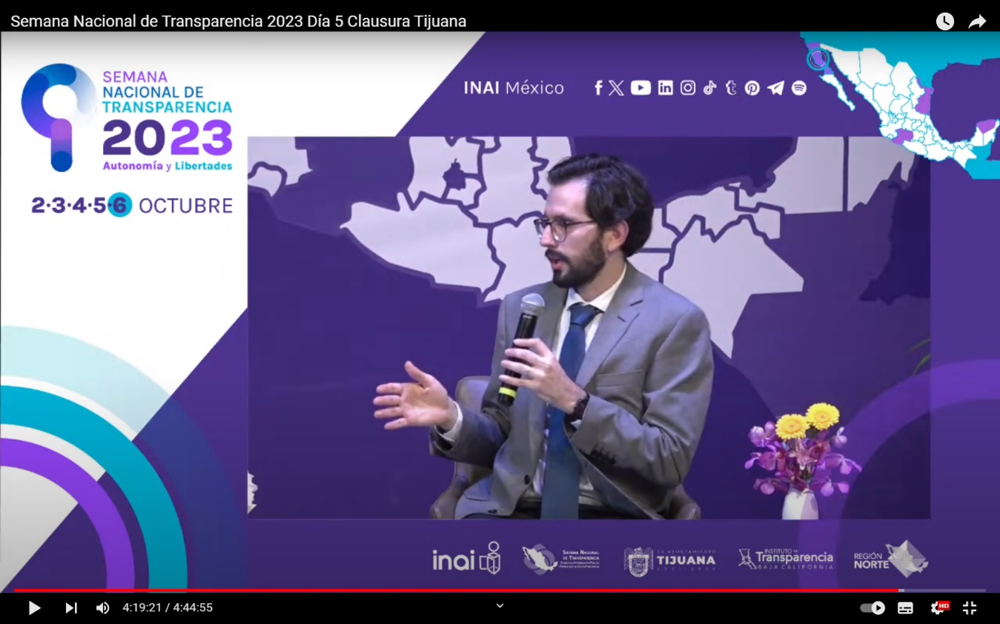 Semana Nacional de Transparencia 2023 Día 5 Clausura Tijuana
SEMANA
NACIONAL DE
TRANSPARENCIA
2023
Autonomía y Libertades
2·3·4·5·6 OCTUBRE
INAI México
inai
SISTEMA NACIONAL
DE TRANSPARENCIA
TIJUANA
INSTITUTO DE
Transparencia
BAJA CALIFORNIA
REGIÓN
NORTE
4:19:21 / 4:44:55
HD